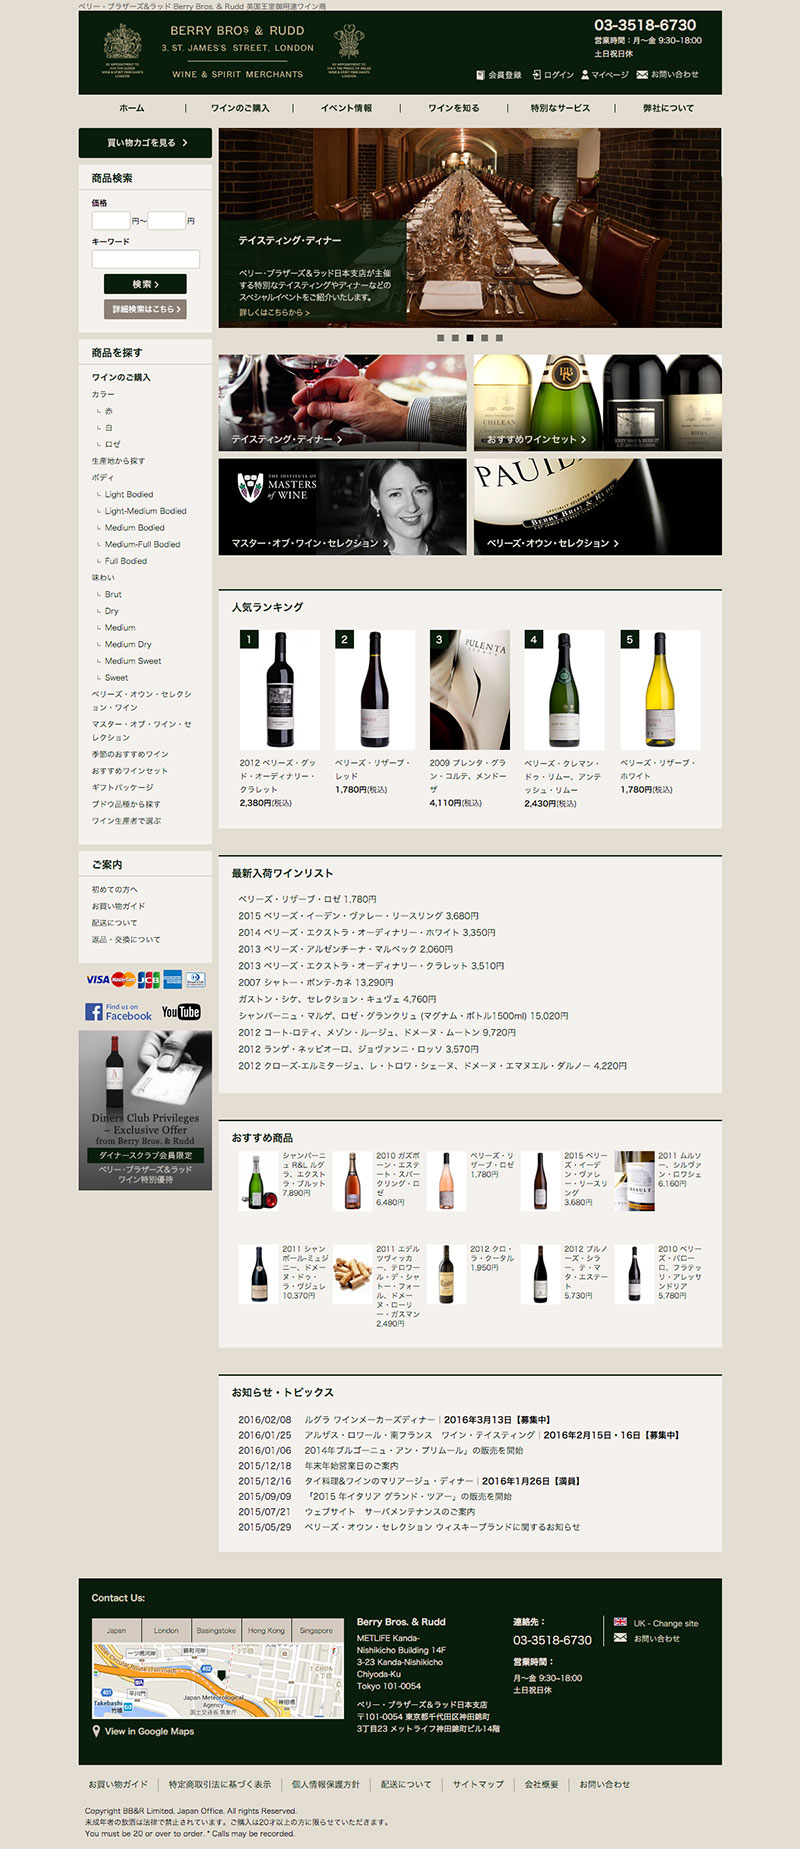 ベリー・ブラザーズ&ラッド Berry Bros. & Rudd 英国王室御用達ワイン商
BERRY BROS & RUDD
3, ST. JAMES'S STREET, LONDON
WINE & SPIRIT MERCHANTS
03-3518-6730
営業時間：月〜金 9:30~18:00
土日祝日休
会員登録 ログイン マイページ お問い合わせ
ホーム | ワインのご購入 | イベント情報 | ワインを知る | 特別なサービス | 弊社について
買い物カゴを見る
商品検索
価格
円〜 円
キーワード
検索
詳細検索はこちら
商品を探す
ワインのご購入
カラー
赤
白
ロゼ
生産地から探す
ボディ
Light Bodied
Light-Medium Bodied
Medium Bodied
Medium-Full Bodied
Full Bodied
味わい
Brut
Dry
Medium
Medium Dry
Medium Sweet
Sweet
ベリーズ・オウン・セレクシ
ョン・ワイン
マスター・オブ・ワイン・セ
レクション
季節のおすすめワイン
おすすめワインセット
ギフトパッケージ
ブドウ品種から探す
ワイン生産者で選ぶ
ご案内
初めての方へ
お買い物ガイド
配送について
返品・交換について
VISA MasterCard JCB
Find us on
Facebook
YouTube
Diners Club Privileges
– Exclusive Offer
from Berry Bros. & Rudd
ダイナースクラブ会員限定
ベリー・ブラザーズ&ラッド
ワイン特別優待
テイスティング・ディナー
ベリー・ブラザーズ&ラッド日本支店が主催
する特別なテイスティングやディナーなどの
スペシャルイベントをご紹介いたします。
詳しくはこちらから >
テイスティング・ディナー
おすすめワインセット
THE INSTITUTE OF
MASTERS
of WINE
マスター・オブ・ワイン・セレクション
BERRY BROS. & RUDD
ベリーズ・オウン・セレクション
人気ランキング
1 2 3 4 5
PULENTA
2012 ベリーズ・グッ
ド・オーディナリー・
クラレット
2,380円(税込)
ベリーズ・リザーブ・
レッド
1,780円(税込)
2009 プレンタ・グラ
ン・コルテ、メンドー
ザ
4,110円(税込)
ベリーズ・クレマン・
ドゥ・リムー、アンテ
ッシュ・リムー
2,430円(税込)
ベリーズ・リザーブ・
ホワイト
1,780円(税込)
最新入荷ワインリスト
ベリーズ・リザーブ・ロゼ 1,780円
2015 ベリーズ・イーデン・ヴァレー・リースリング 3,680円
2014 ベリーズ・エクストラ・オーディナリー・ホワイト 3,350円
2013 ベリーズ・アルゼンチーナ・マルベック 2,060円
2013 ベリーズ・エクストラ・オーディナリー・クラレット 3,510円
2007 シャトー・ポンテ-カネ 13,290円
ガストン・シケ、セレクション・キュヴェ 4,760円
シャンパーニュ・マルゲ、ロゼ・グランクリュ (マグナム・ボトル1500ml) 15,020円
2012 コート-ロティ、メゾン・ルージュ、ドメーヌ・ムートン 9,720円
2012 ランゲ・ネッビオーロ、ジョヴァンニ・ロッソ 3,570円
2012 クローズ-エルミタージュ、レ・トロワ・シェーヌ、ドメーヌ・エマヌエル・ダルノー 4,220円
おすすめ商品
シャンパーニ
ュ R&L ルグ
ラ、エクスト
ラ・ブルット
7,890円
2010 ガズボ
ーン・エステ
ート・スパー
クリング・ロ
ゼ
6,480円
ベリーズ・リ
ザーブ・ロゼ
1,780円
2015 ベリー
ズ・イーデ
ン・ヴァレ
ー・リースリ
ング
3,680円
2011 ムルソ
ー、シルヴァ
ン・ロワシェ
6,160円
2011 シャン
ボール-ミュジ
ニー、ドメー
ヌ・ドゥ・
ラ・ヴジュレ
10,370円
2011 エデル
ツヴィッカ
ー、テロワー
ル・デ・シャ
トー・フォー
ル、ドメー
ヌ・ローリ
ー・ガスマン
2,490円
2012 クロ・
ラ・クータル
1,950円
2012 ブルノ
ーズ・シラ
ー、テ・マ
タ・エステー
ト
5,730円
2010 ベリー
ズ・バロー
ロ、フラテッ
リ・アレッサ
ンドリア
5,780円
お知らせ・トピックス
2016/02/08 ルグラ ワインメーカーズディナー｜2016年3月13日【募集中】
2016/01/25 アルザス・ロワール・南フランス ワイン・テイスティング｜2016年2月15日・16日【募集中】
2016/01/06 2014年ブルゴーニュ・アン・プリムール」の販売を開始
2015/12/18 年末年始営業日のご案内
2015/12/16 タイ料理&ワインのマリアージュ・ディナー｜2016年1月26日【満員】
2015/09/09 「2015 年イタリア グランド・ツアー」の販売を開始
2015/07/21 ウェブサイト サーバメンテナンスのご案内
2015/05/29 ベリーズ・オウン・セレクション ウィスキーブランドに関するお知らせ
Contact Us:
Japan London Basingstoke Hong Kong Singapore
一ツ橋河岸
錦町河岸
平川門
Takebashi
竹橋
Japan Meteorological
Agency
国土交通省 気象庁
神田橋
View in Google Maps
Berry Bros. & Rudd
METLIFE Kanda-
Nishikicho Building 14F
3-23 Kanda-Nishikicho
Chiyoda-Ku
Tokyo 101-0054
ベリー・ブラザーズ&ラッド日本支店
〒101-0054 東京都千代田区神田錦町
3丁目23 メットライフ神田錦町ビル14階
連絡先：
03-3518-6730
営業時間：
月〜金 9:30~18:00
土日祝日休
UK - Change site
お問い合わせ
お買い物ガイド 特定商取引法に基づく表示 個人情報保護方針 配送について サイトマップ 会社概要 お問い合わせ
Copyright BB&R Limited, Japan Office. All rights Reserved.
未成年者の飲酒は法律で禁止されています。ご購入は20才以上の方に限らせていただきます。
You must be 20 or over to order. * Calls may be recorded.